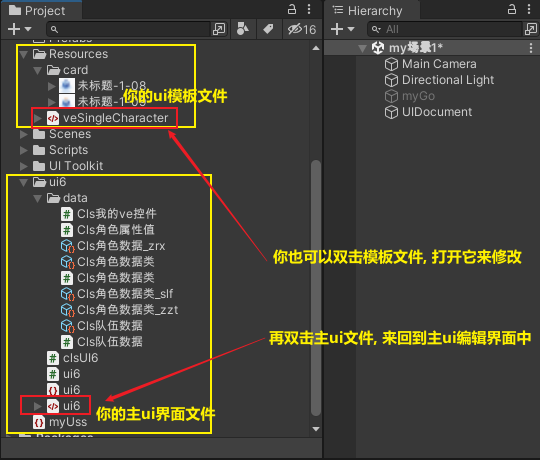 Project
Hierarchy
16
All
Prefabs
my场景1*
Resources
Main Camera
card
Directional Light
未标题-1-08
myGo
未标题-1-09
UIDocument
你的ui模板文件
veSingleCharacter
Scenes
Scripts
UI Toolkit
ui6
data
Cls我的ve控件
Cls角色属性值
Cls角色数据_zrx
Cls角色数据类
你也可以双击模板文件, 打开它来修改
Cls角色数据类
Cls角色数据类_slf
Cls角色数据类_zzt
Cls队伍数据
再双击主ui文件, 来回到主ui编辑界面中
Cls队伍数据
clsUI6
ui6
ui6
ui6
你的主ui界面文件
myUss
Packages